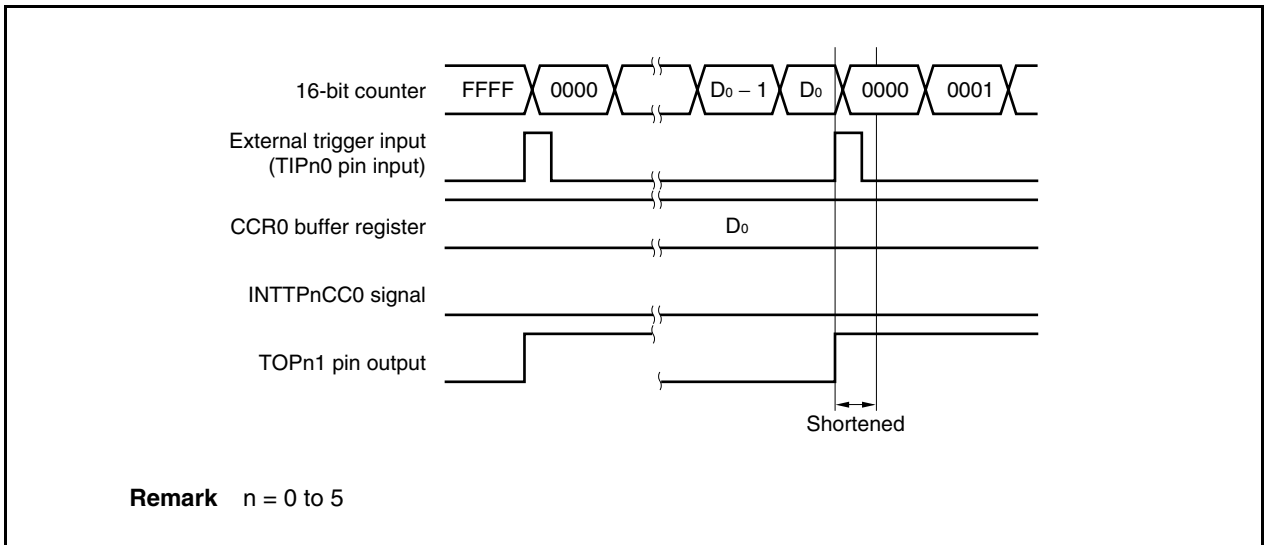 16-bit counter FFFF 0000 D0 − 1 D0 0000 0001
External trigger input
(TIPn0 pin input)
CCR0 buffer register D0
INTTPnCC0 signal
TOPn1 pin output
Shortened
Remark n = 0 to 5